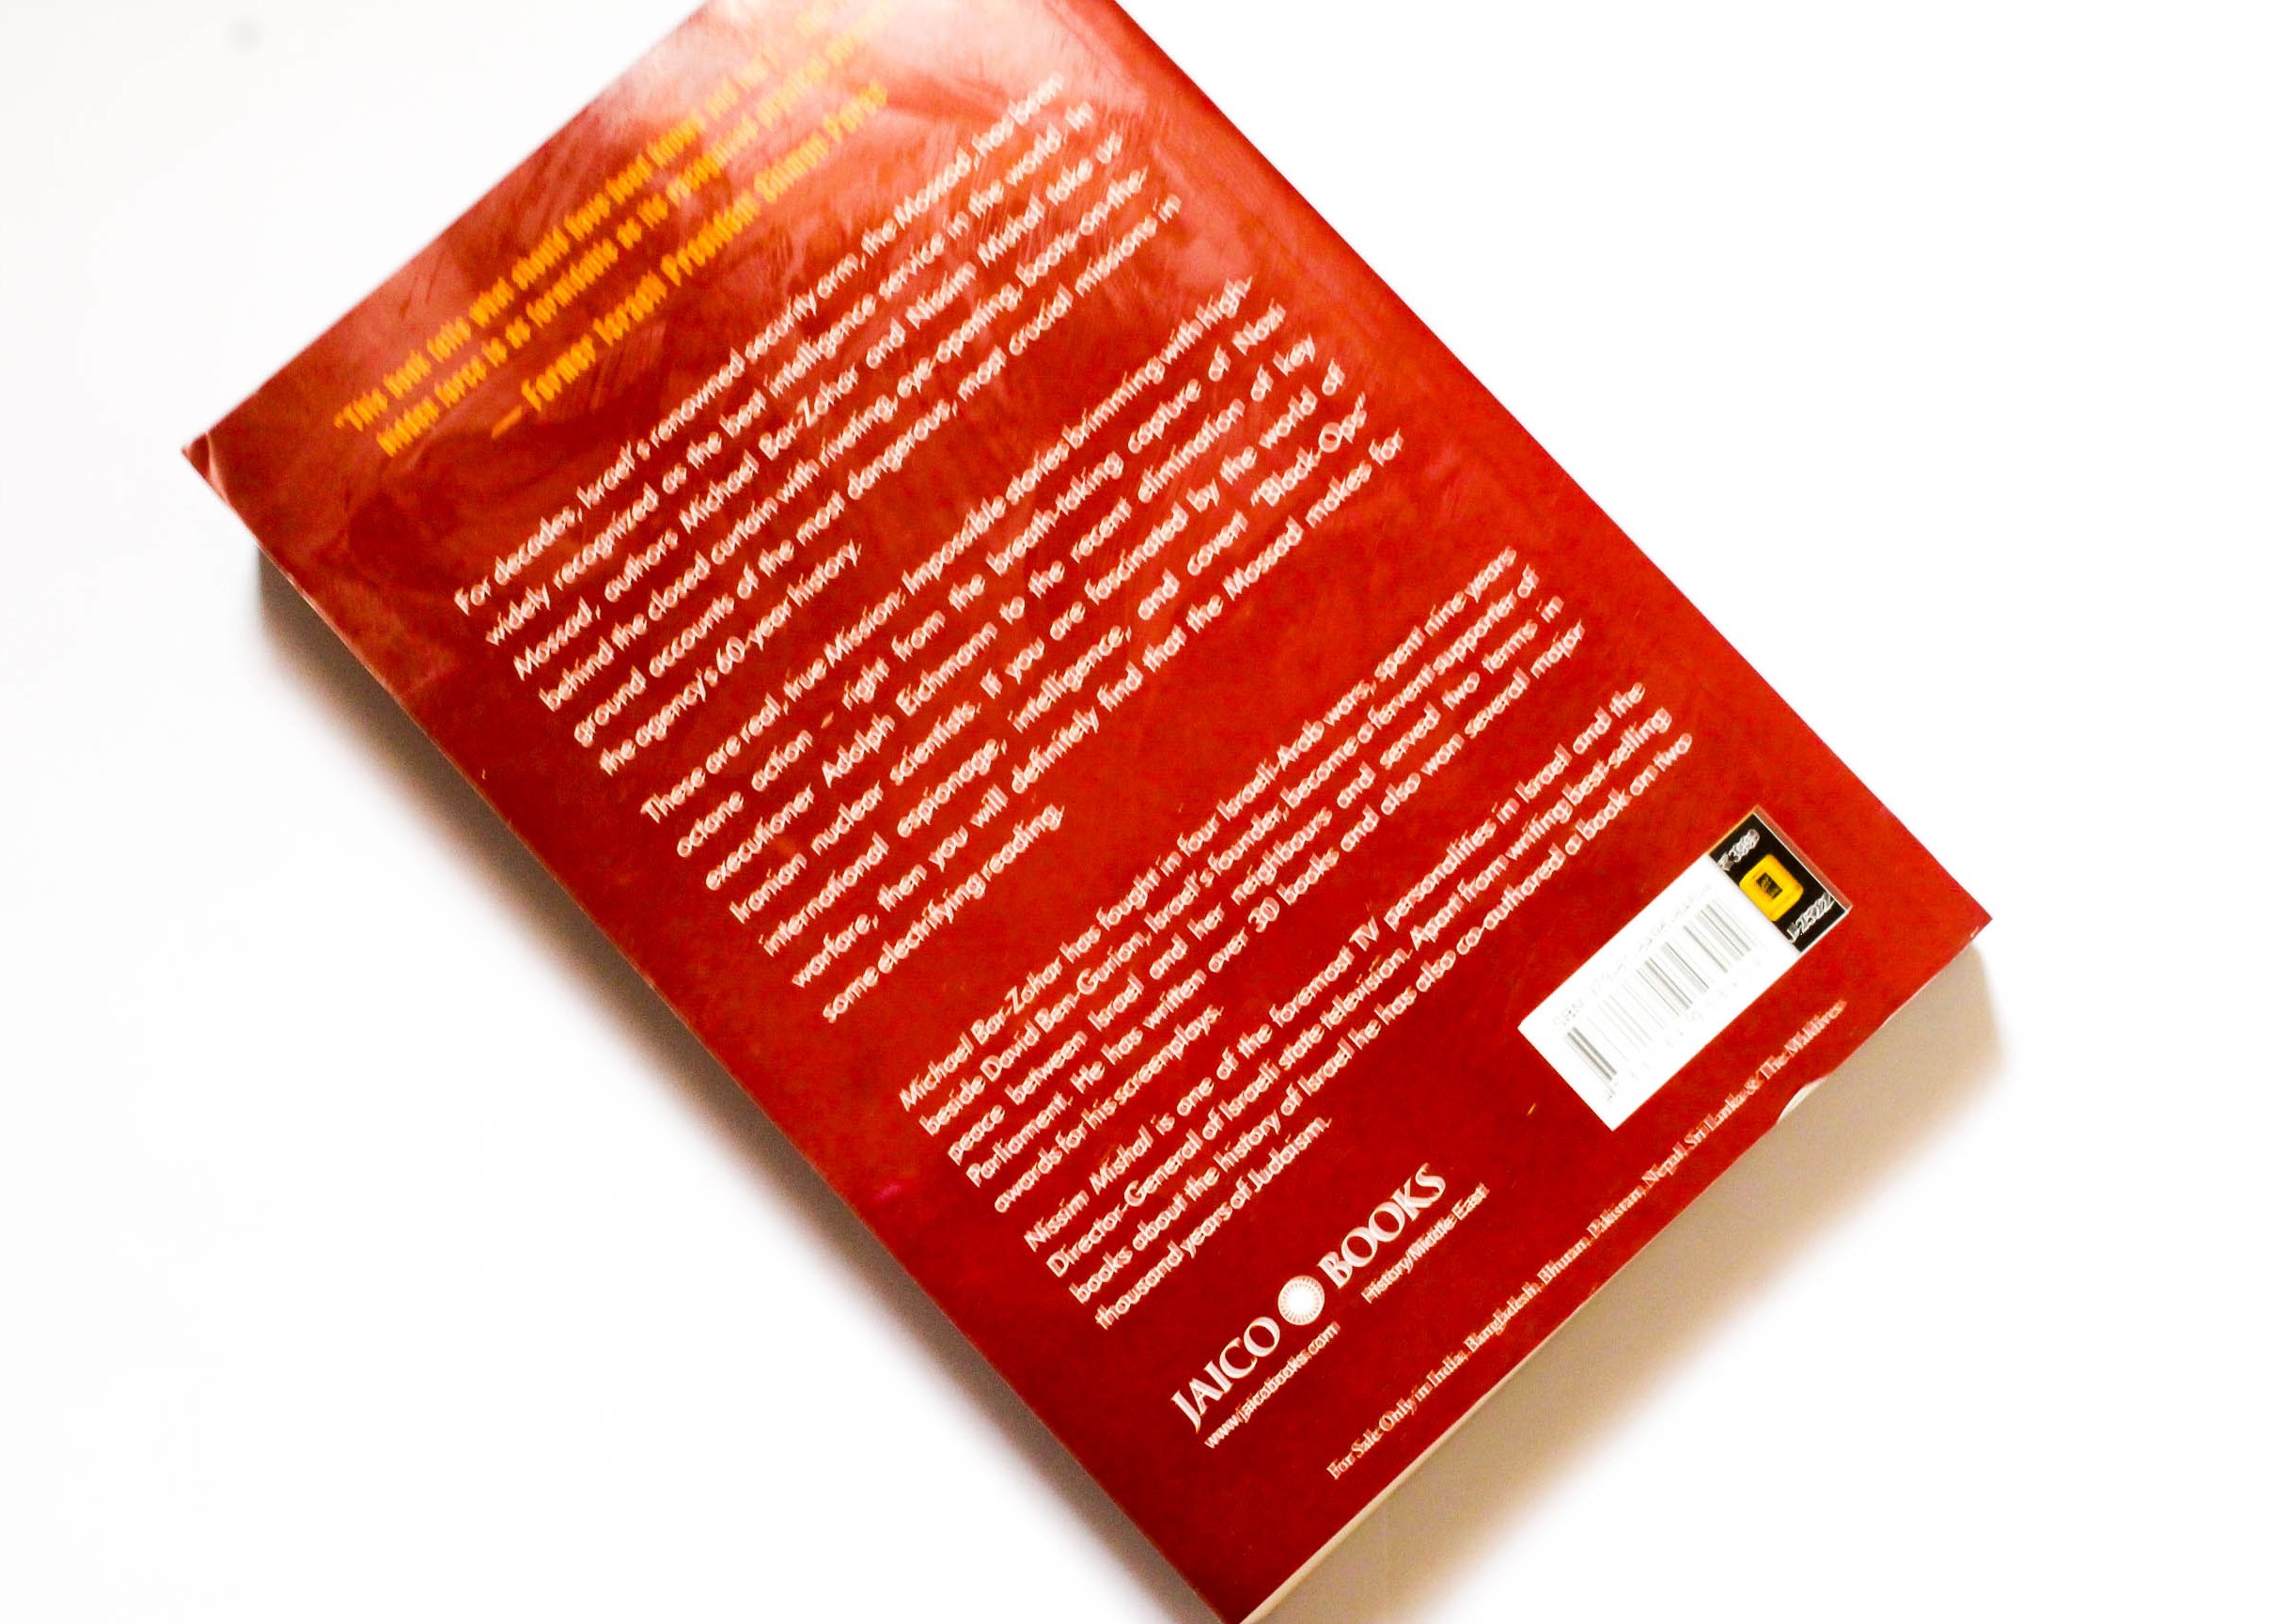 "This book tells what should have been known and isn't -
hidden force is as formidable as its recognized
— Former Israeli President Shimon Peres
For decades, Israel's renowned security arm, the Mossad, has been
widely recognized as the best intelligence service in the world. In
Mossad, authors Michael Bar-Zohar and Nissim Mishal take us
behind the closed curtain with riveting, eye-opening, boots-on-the-
ground accounts of the most dangerous, most crucial missions in
the agency's 60-year history.
These are real, true Mission: Impossible stories brimming with high-
octane action - right from the breath-taking capture of Nazi
executioner Adolph Eichmann to the recent elimination of key
Iranian nuclear scientists. If you are fascinated by the world of
international espionage, intelligence, and covert "Black-Ops"
warfare, then you will definitely find that the Mossad makes for
some electrifying reading.
Michael Bar-Zohar has fought in four Israeli-Arab wars, spent nine years
beside David Ben-Gurion, Israel's founder, became a fervent supporter of
peace between Israel and her neighbours and served two terms in
Parliament. He has written over 30 books and also won several major
awards for his screenplays.
Nissim Mishal is one of the foremost TV personalities in Israel and the
Director-General of Israeli state television. Apart from writing best-selling
books about the history of Israel he has also co-authored a book on two
thousand years of Judaism.
JAICO BOOKS
www.jaicobooks.com
History/Middle East
For Sale Only in India, Bangladesh, Bhutan, Pakistan, Nepal, Sri Lanka & The Maldives